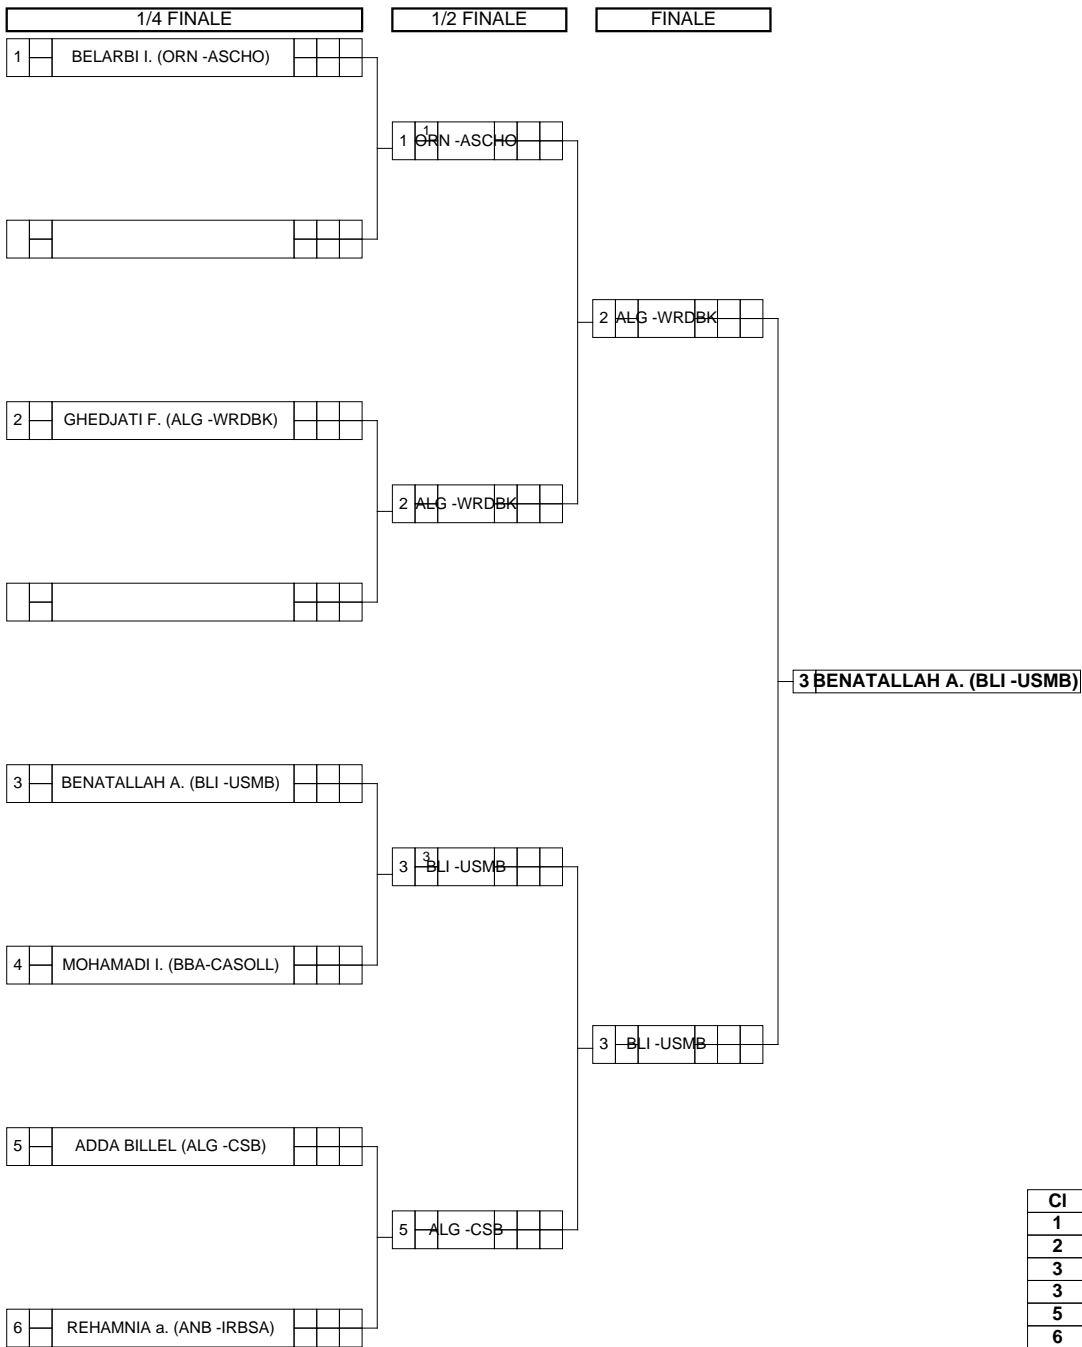 1/4 FINALE 1/2 FINALE FINALE
1 BELARBI I. (ORN -ASCHO)
1 1 ORN -ASCHO
2 ALG -WRDBK
2 GHEDJATI F. (ALG -WRDBK)
2 ALG -WRDBK
3 BENATALLAH A. (BLI -USMB)
3 BENATALLAH A. (BLI -USMB)
3 3 BLI -USMB
4 MOHAMADI I. (BBA-CASOLL)
3 BLI -USMB
5 ADDA BILLEL (ALG -CSB)
5 ALG -CSB
6 REHAMNIA a. (ANB -IRBSA)
Cl
1
2
3
3
5
6